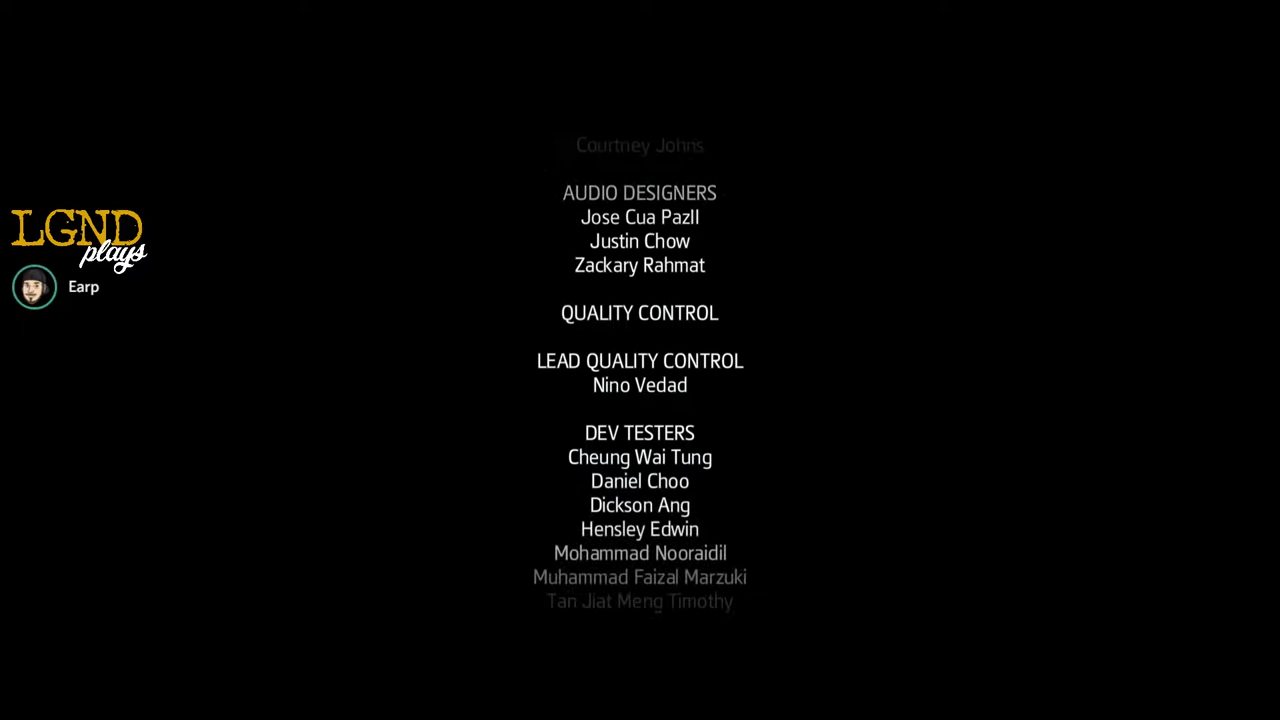 Courtney Johns
AUDIO DESIGNERS
Jose Cua PazII
Justin Chow
Zackary Rahmat
QUALITY CONTROL
LEAD QUALITY CONTROL
Nino Vedad
DEV TESTERS
Cheung Wai Tung
Daniel Choo
Dickson Ang
Hensley Edwin
Mohammad Nooraidil
Muhammad Faizal Marzuki
Tan Jiat Meng Timothy
LGND
plays
Earp